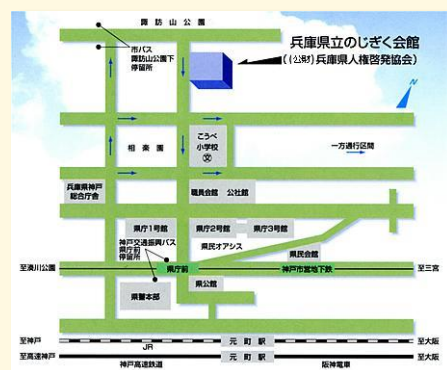 諏訪山公園
市バス
諏訪山公園下
停留所
兵庫県立のじぎく会館
((公財)兵庫県人権啓発協会)
N
こうべ
小学校
文
相楽園
一方通行区間
兵庫県神戸
総合庁舎
職員会館 公社館
県庁1号館
県庁2号館
県庁3号館
神戸交通振興バス
県庁前
停留所
県民オアシス
県民会館
至湊川公園
県庁前
神戸市営地下鉄
至三宮
県公館
県警本部
至神戸
元町駅
至大阪
JR
至高速神戸
元町駅
至大阪
神戸高速鉄道
阪神電車